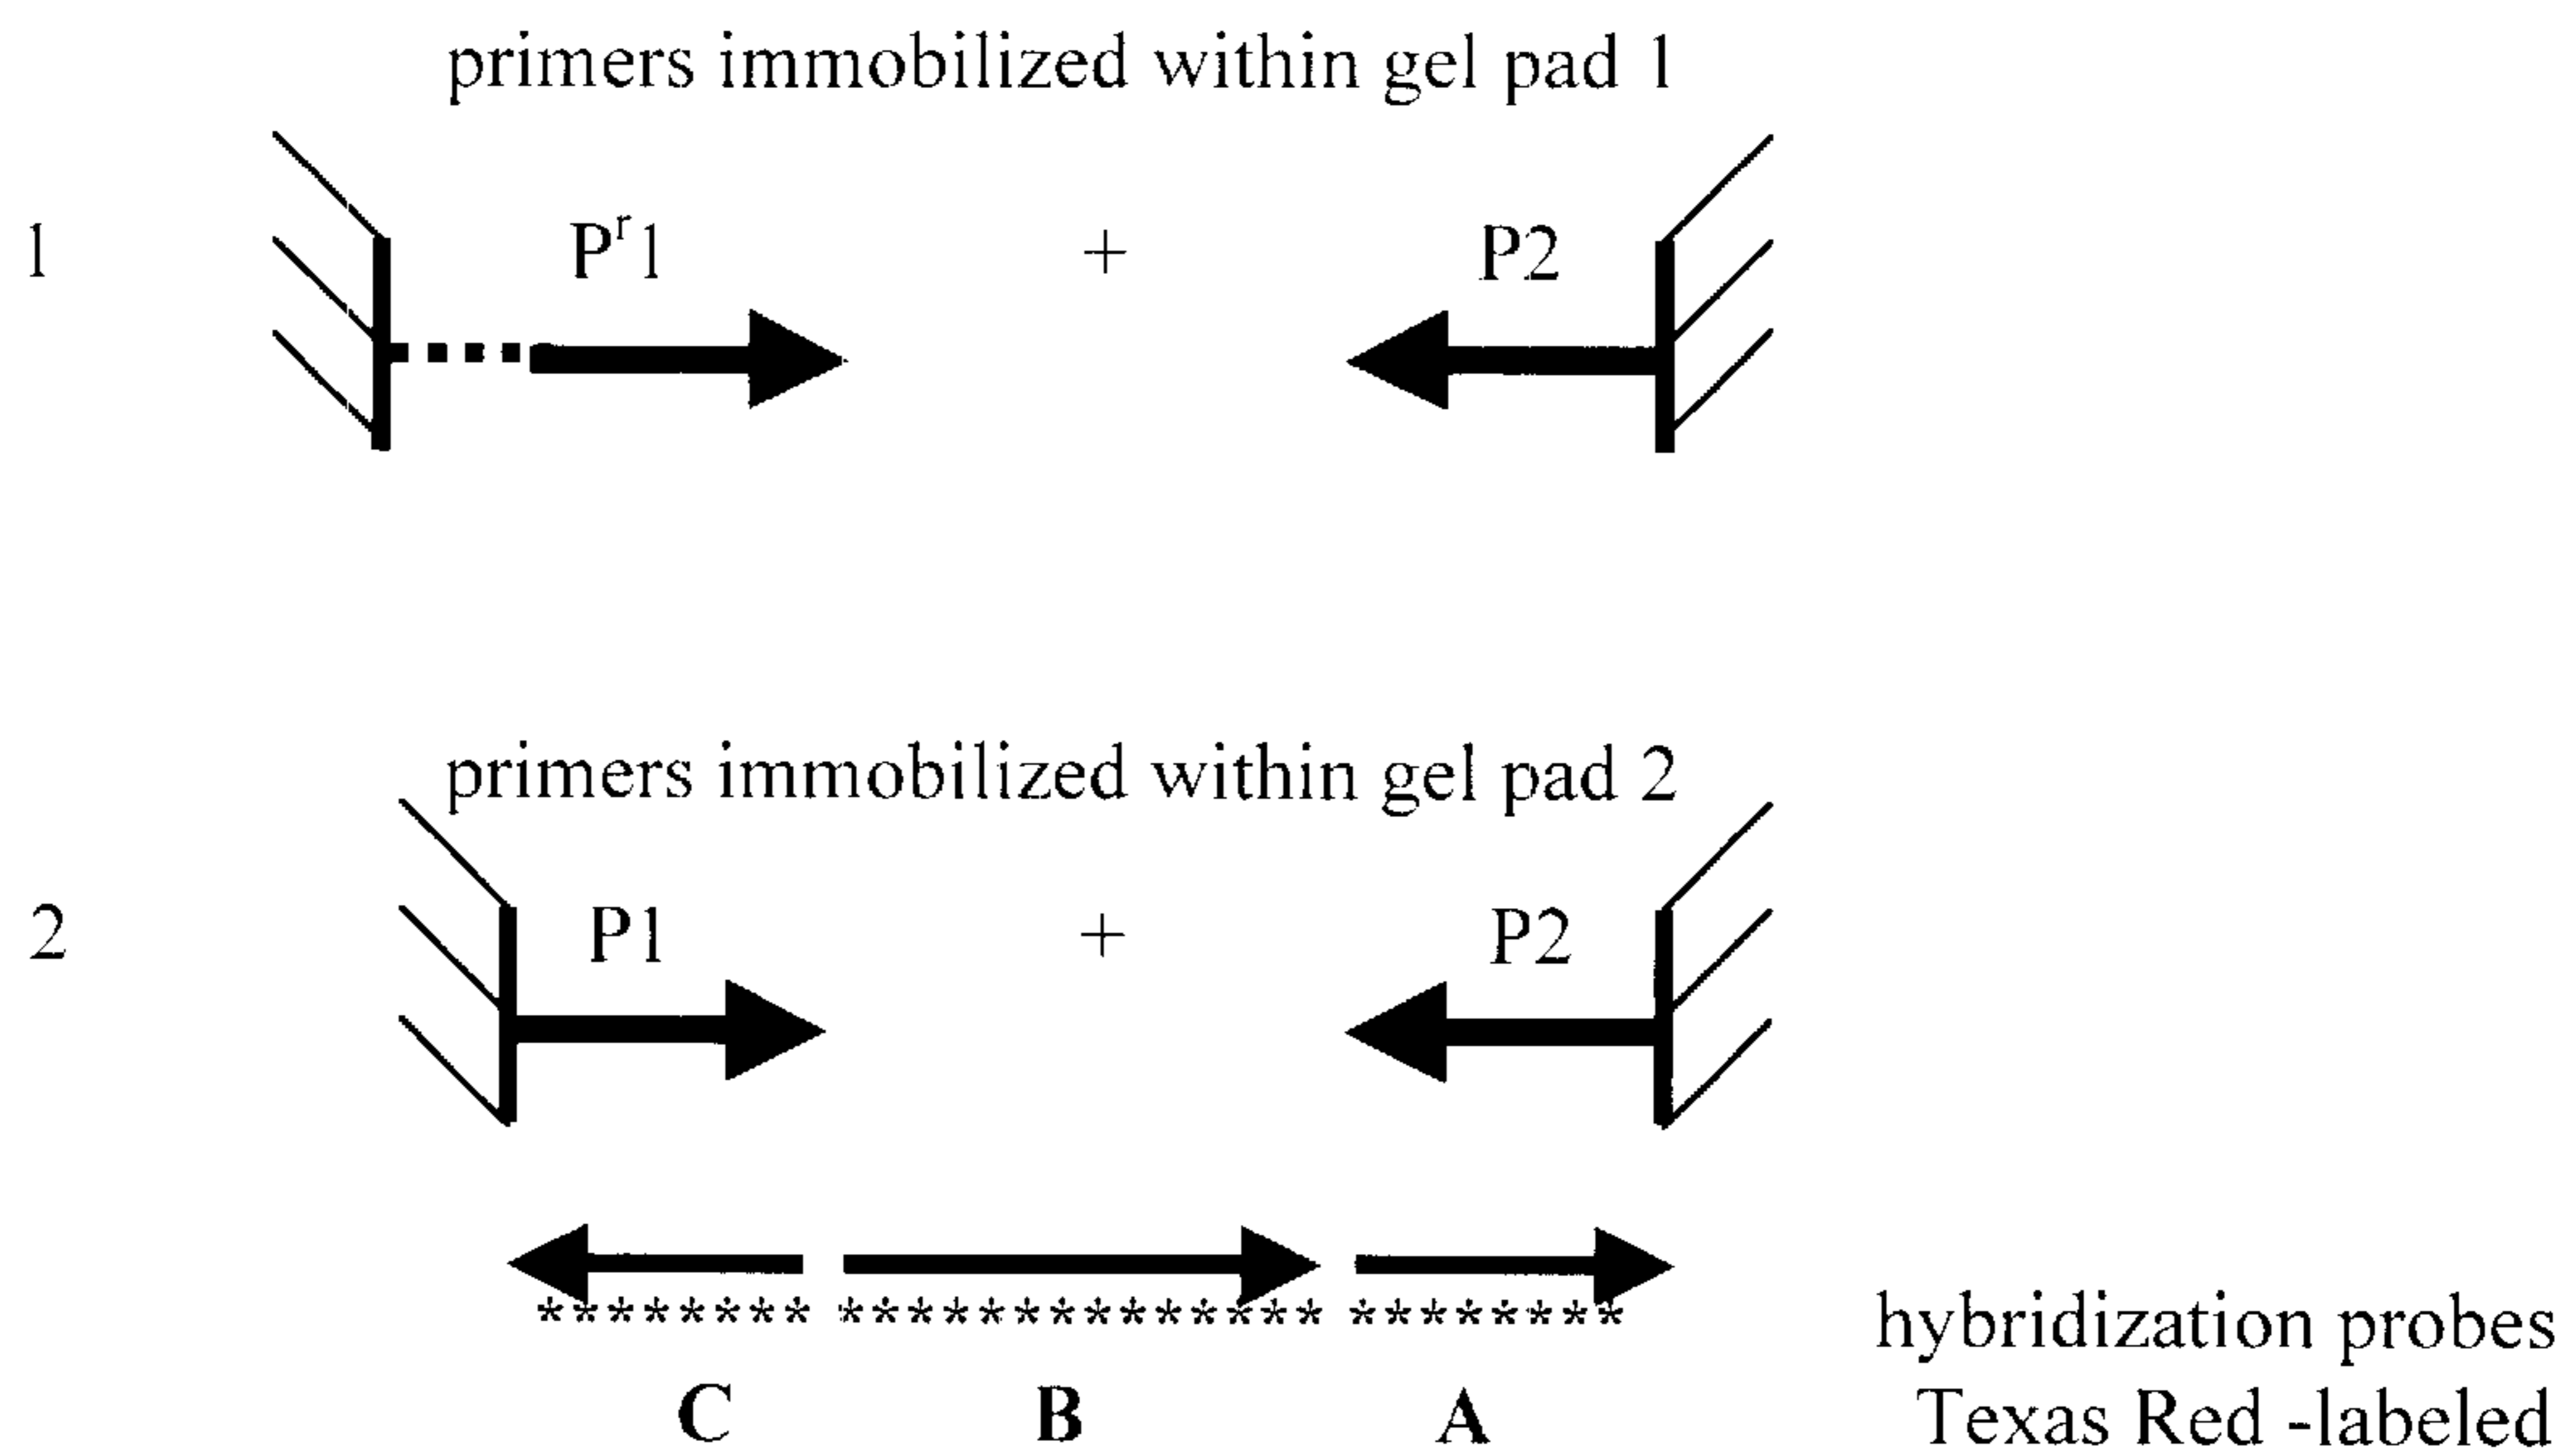 primers immobilized within gel pad 1
1 Pʳ1 + P2
primers immobilized within gel pad 2
2 P1 + P2
******** ************** ********
C B A
hybridization probes
Texas Red -labeled